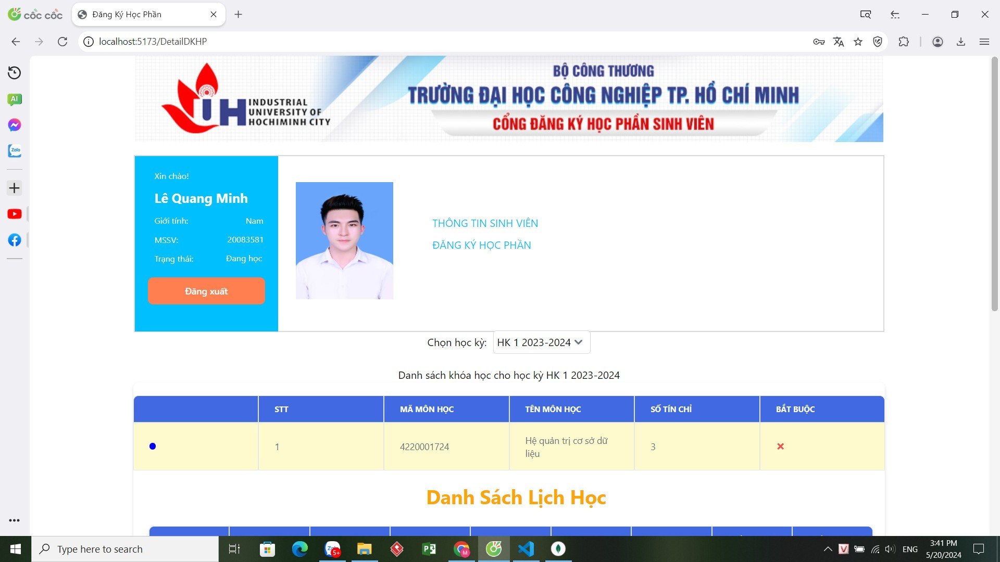 cốc cốc
Đăng Ký Học Phần
localhost:5173/DetailDKHP
AI
Zalo
IUH
INDUSTRIAL
UNIVERSITY OF
HOCHIMINH CITY
BỘ CÔNG THƯƠNG
TRƯỜNG ĐẠI HỌC CÔNG NGHIỆP TP. HỒ CHÍ MINH
CỔNG ĐĂNG KÝ HỌC PHẦN SINH VIÊN
Xin chào!
Lê Quang Minh
Giới tính: Nam
MSSV: 20083581
Trạng thái: Đang học
Đăng xuất
THÔNG TIN SINH VIÊN
ĐĂNG KÝ HỌC PHẦN
Chọn học kỳ: HK 1 2023-2024
Danh sách khóa học cho học kỳ HK 1 2023-2024
STT MÃ MÔN HỌC TÊN MÔN HỌC SỐ TÍN CHỈ BẮT BUỘC
1 4220001724 Hệ quản trị cơ sở dữ liệu 3
Danh Sách Lịch Học
Type here to search
5+
M
V
ENG
3:41 PM
5/20/2024